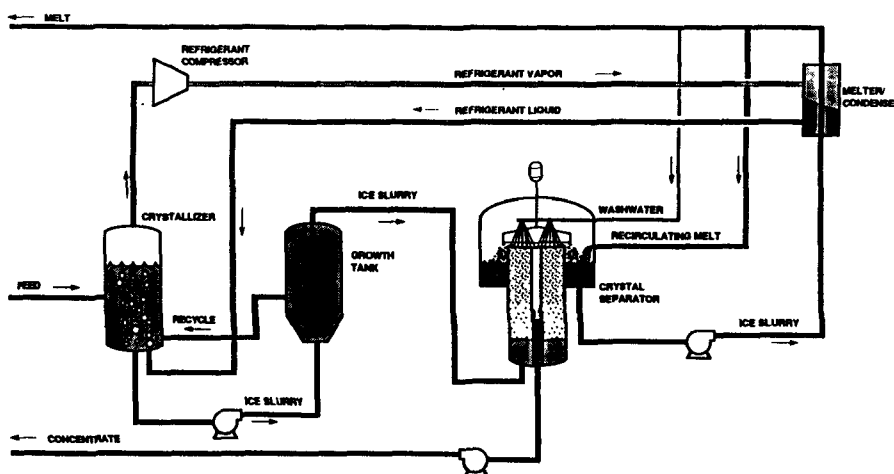 MELT
REFRIGERANT
COMPRESSOR
REFRIGERANT VAPOR
MELTER/
CONDENSE
REFRIGERANT LIQUID
ICE SLURRY
CRYSTALLIZER
WASHWATER
RECIRCULATING MELT
GROWTH
TANK
FEED
CRYSTAL
SEPARATOR
RECYCLE
ICE SLURRY
ICE SLURRY
CONCENTRATE